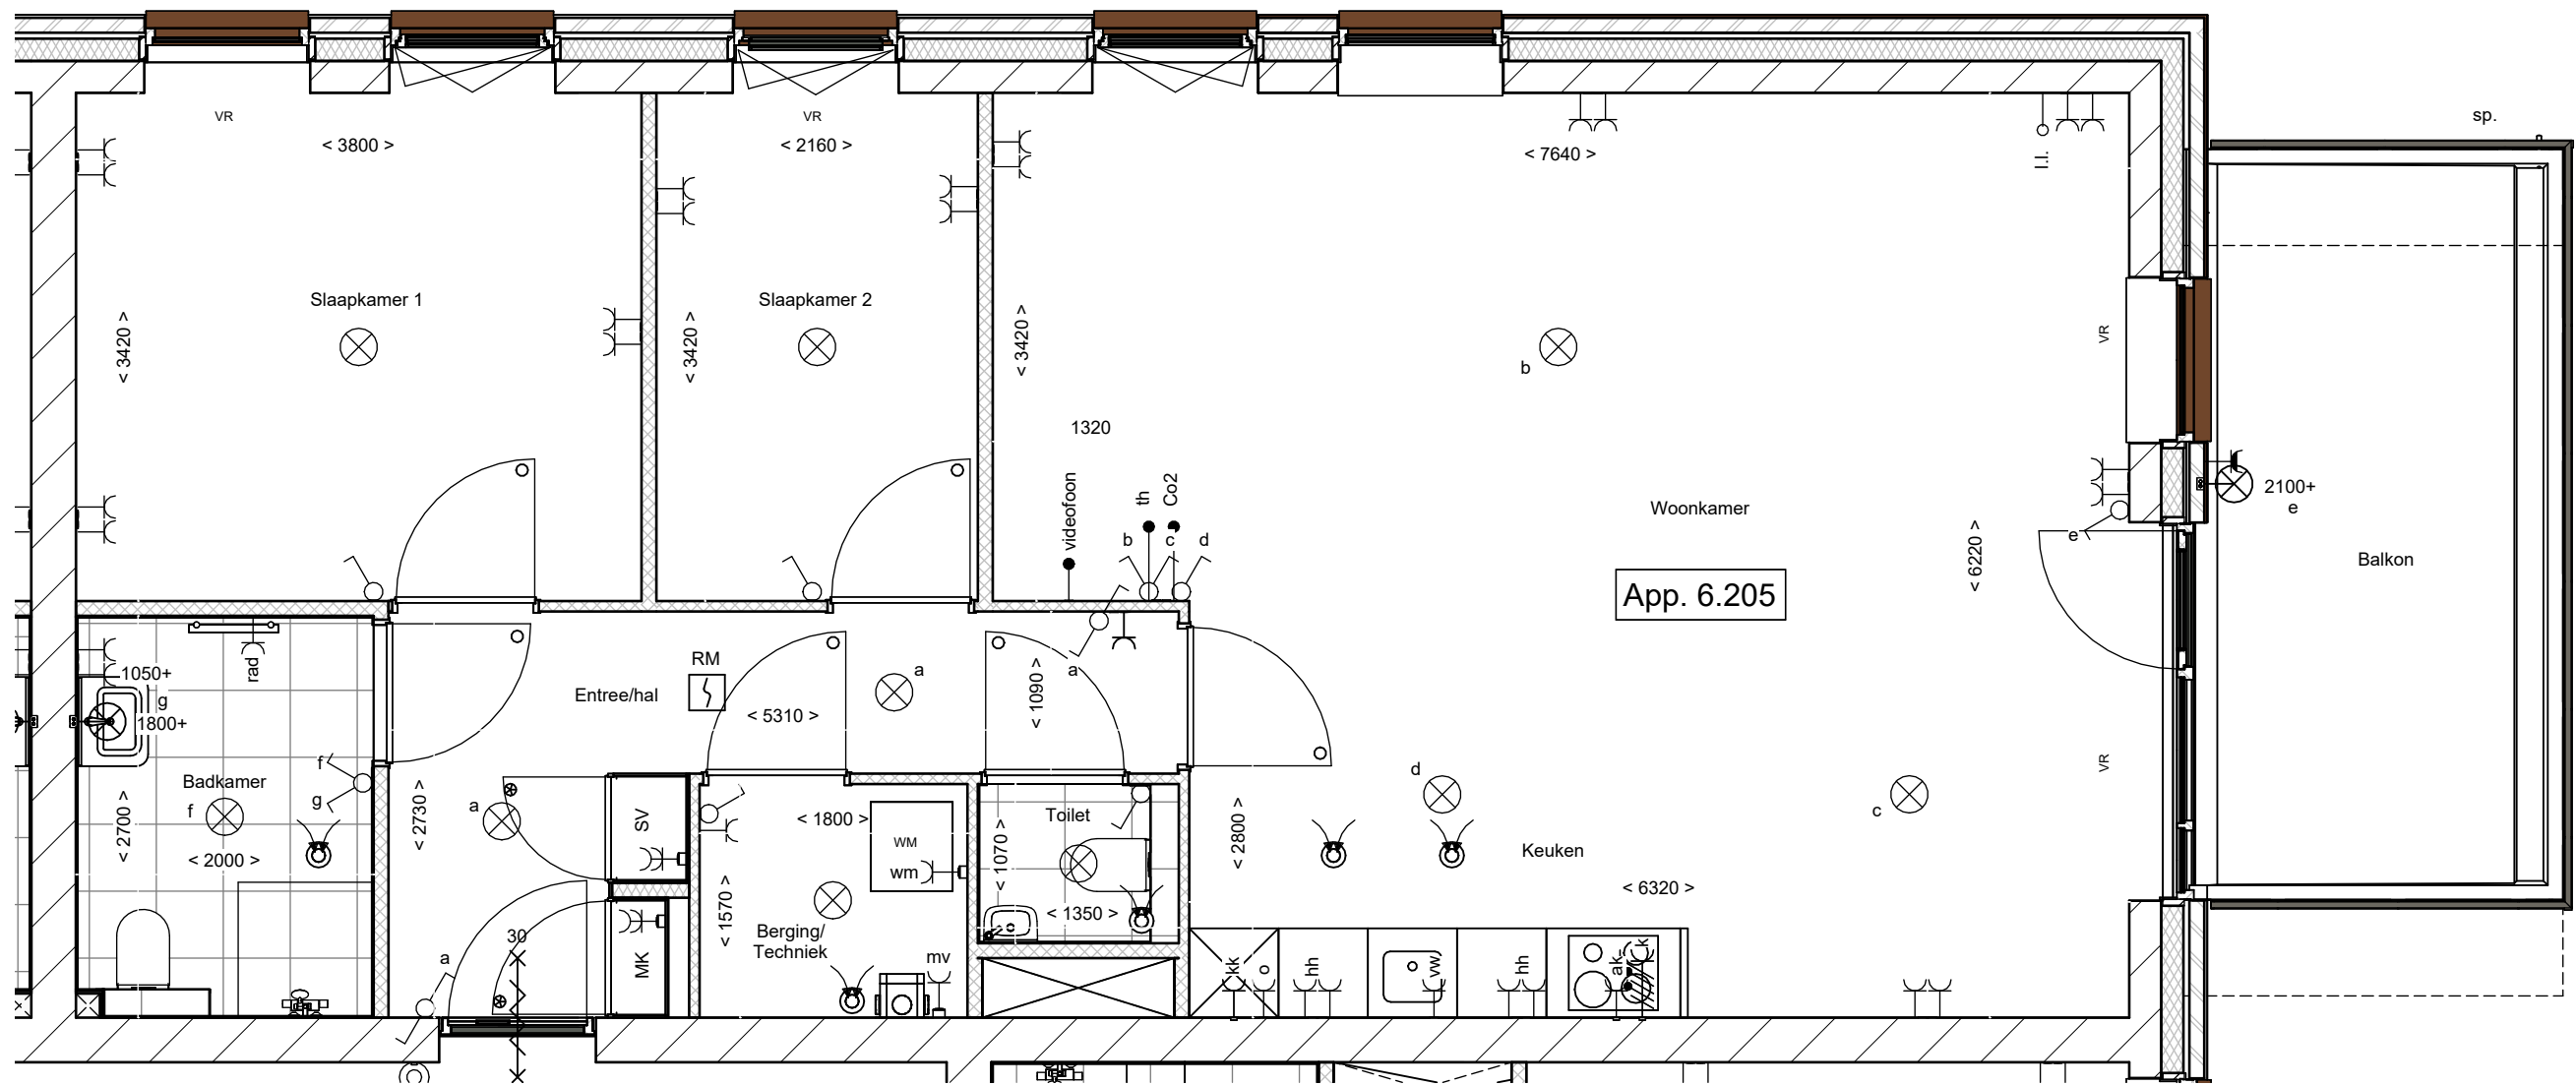 sp.
VR
VR
< 3800 >
< 2160 >
< 7640 >
l.l.
Slaapkamer 1
Slaapkamer 2
< 3420 >
< 3420 >
< 3420 >
VR
b
1320
videofoon
th
Co2
b
c
d
Woonkamer
2100+
e
e
Balkon
< 6220 >
App. 6.205
rad
1050+
g
1800+
RM
Entree/hal
< 5310 >
a
< 1090 >
a
f
g
Badkamer
f
< 2700 >
< 2000 >
< 2730 >
a
SV
< 1800 >
WM
wm
Toilet
< 1070 >
< 1350 >
< 2800 >
d
c
VR
Keuken
< 6320 >
< 1570 >
Berging/
Techniek
mv
30
a
MK
kk
o
hh
vw
hh
ak
k